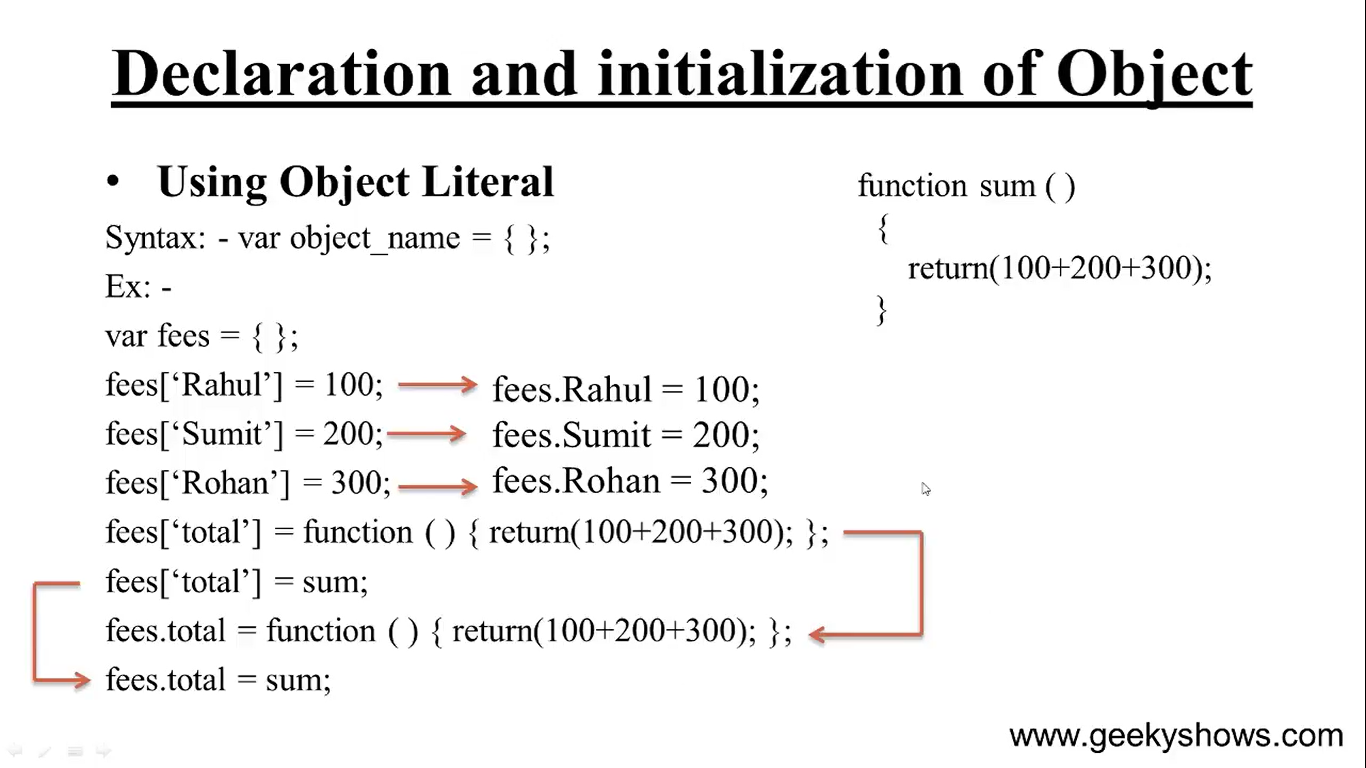 Declaration and initialization of Object
• Using Object Literal
Syntax: - var object_name = { };
Ex: -
var fees = { };
fees[‘Rahul’] = 100;
fees.Rahul = 100;
fees[‘Sumit’] = 200;
fees.Sumit = 200;
fees[‘Rohan’] = 300;
fees.Rohan = 300;
fees[‘total’] = function ( ) { return(100+200+300); };
fees[‘total’] = sum;
fees.total = function ( ) { return(100+200+300); };
fees.total = sum;
function sum ( )
{
return(100+200+300);
}
www.geekyshows.com